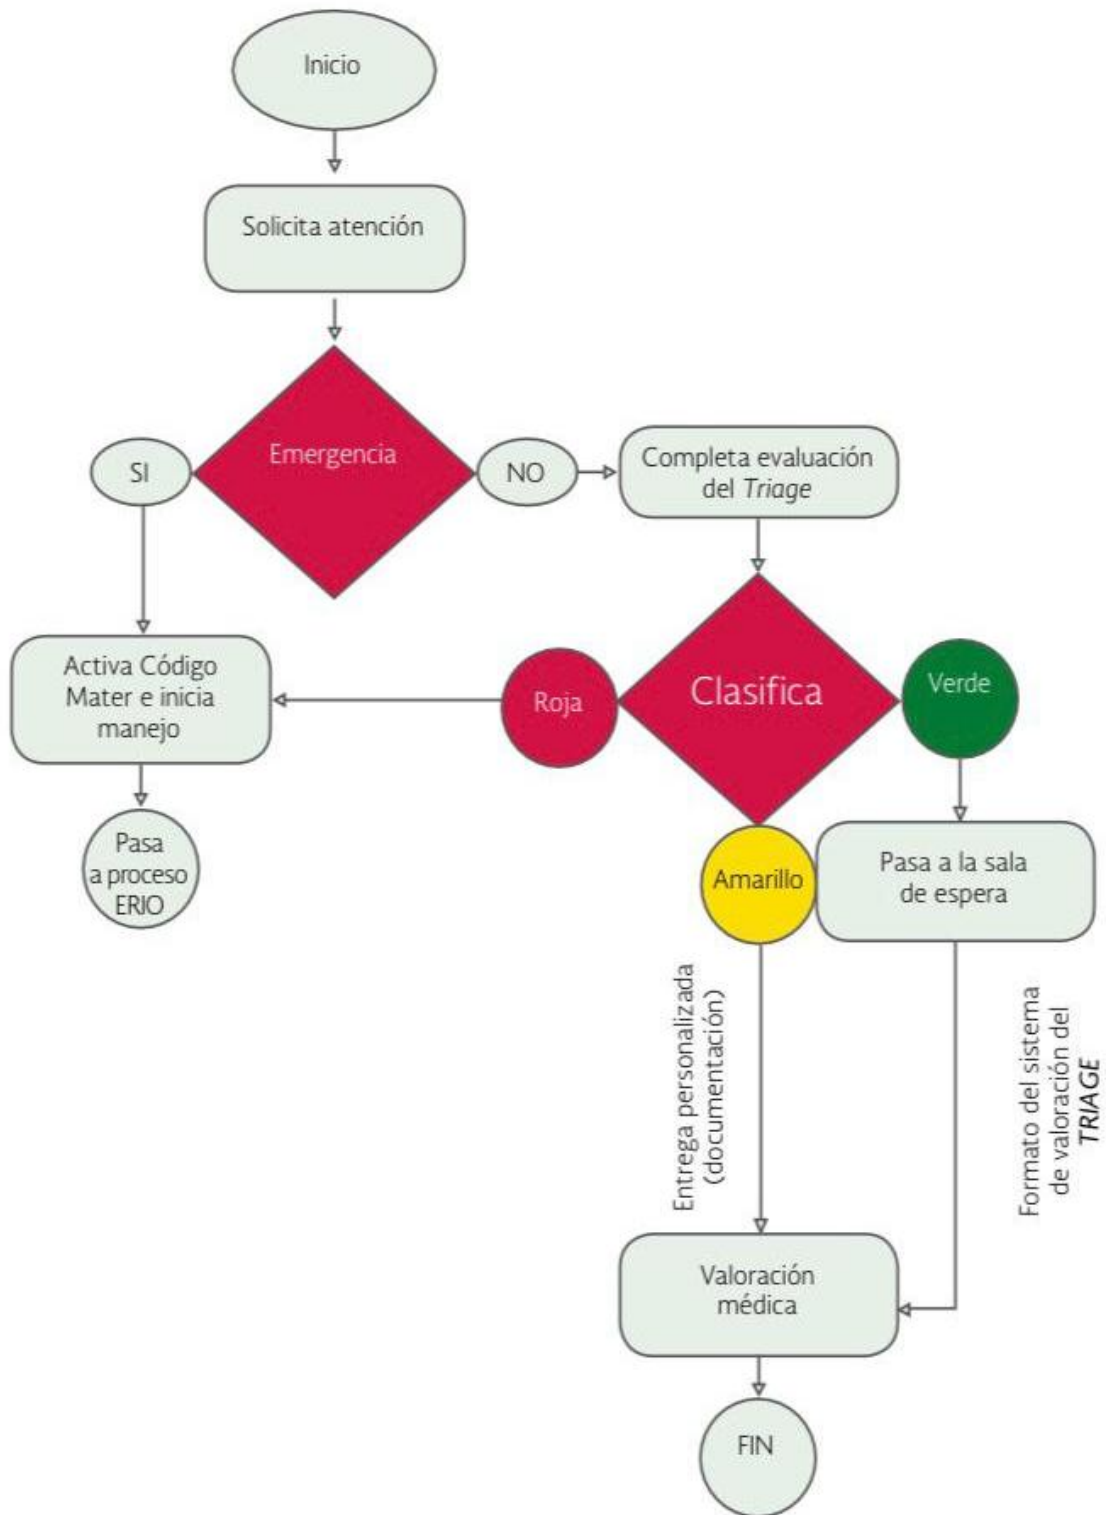 Inicio
Solicita atención
Emergencia
SI
NO
Completa evaluación
del Triage
Activa Código
Mater e inicia
manejo
Roja
Clasifica
Verde
Pasa
a proceso
ERIO
Amarillo
Pasa a la sala
de espera
Entrega personalizada
(documentación)
Formato del sistema
de valoración del
TRIAGE
Valoración
médica
FIN